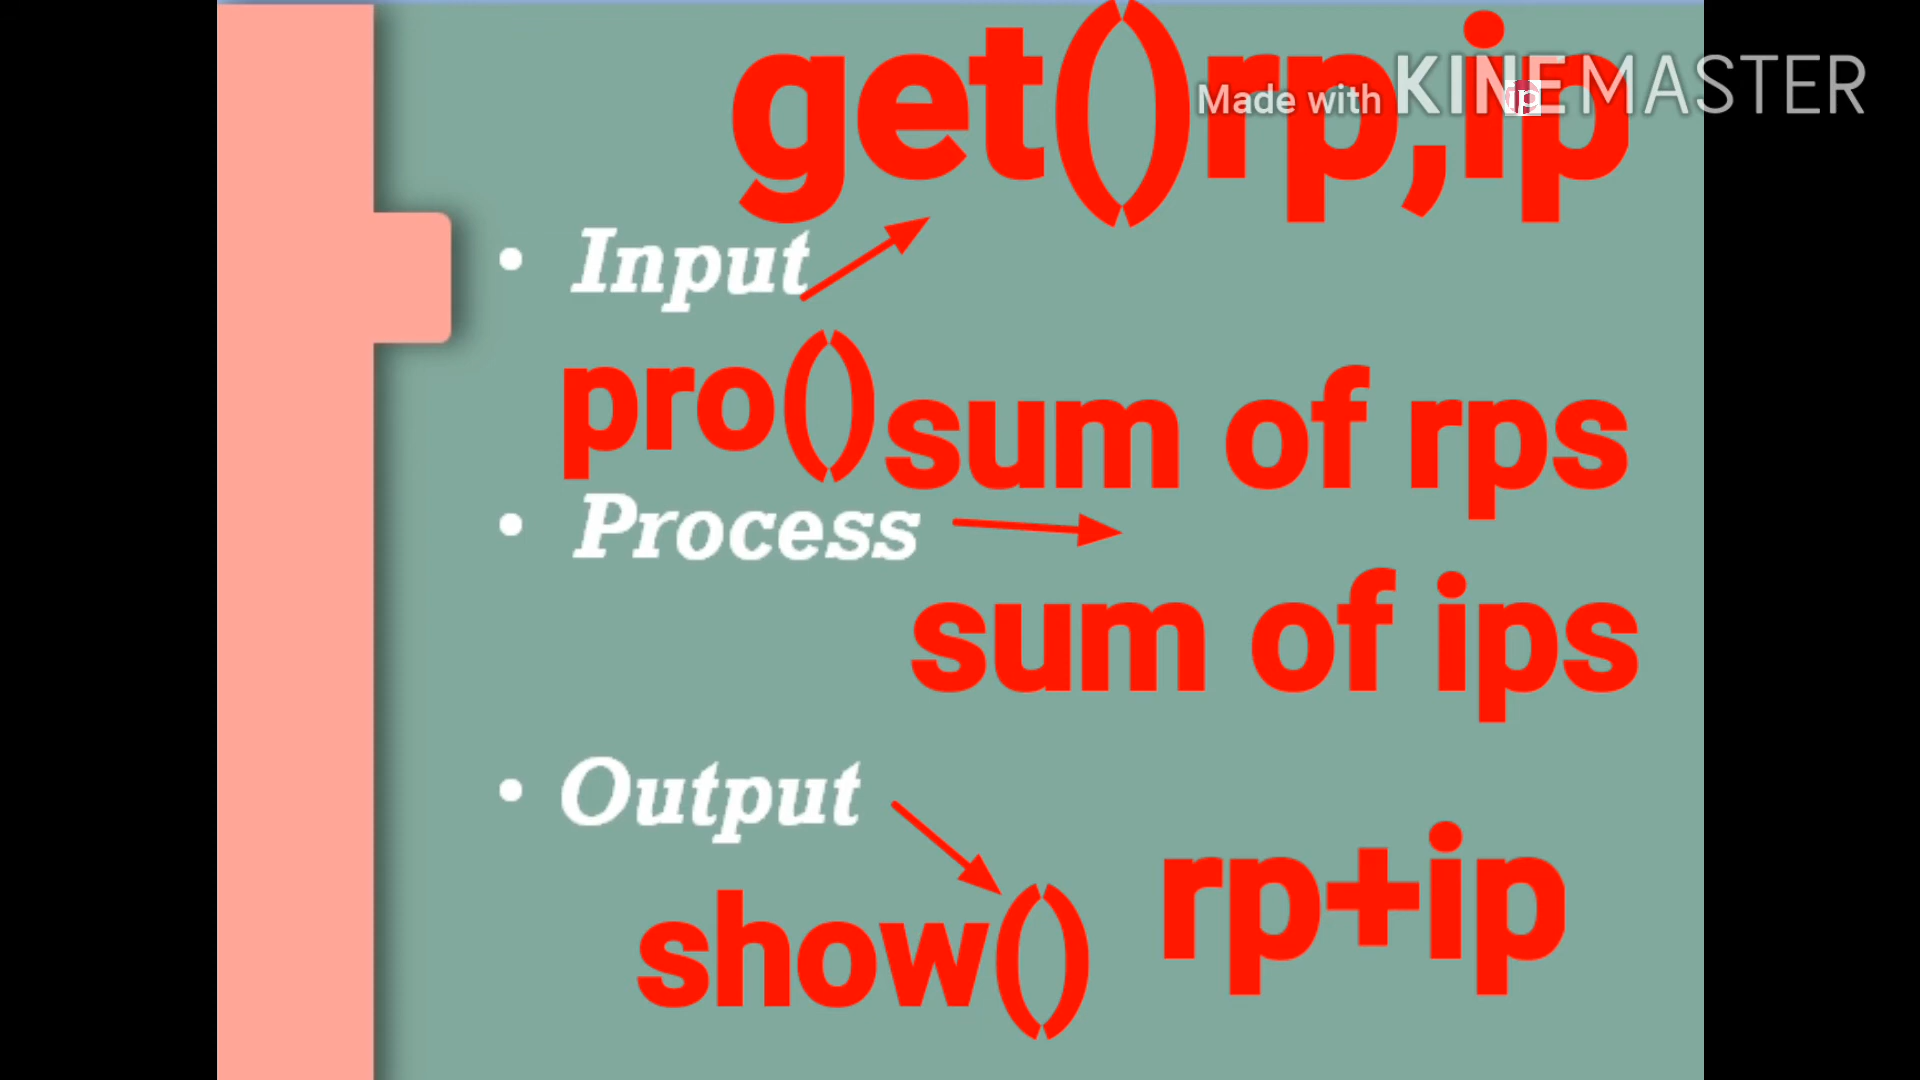 get()rp,ip
Made with KINEMASTER
ip
• Input
pro()sum of rps
• Process
sum of ips
• Output
rp+ip
show()